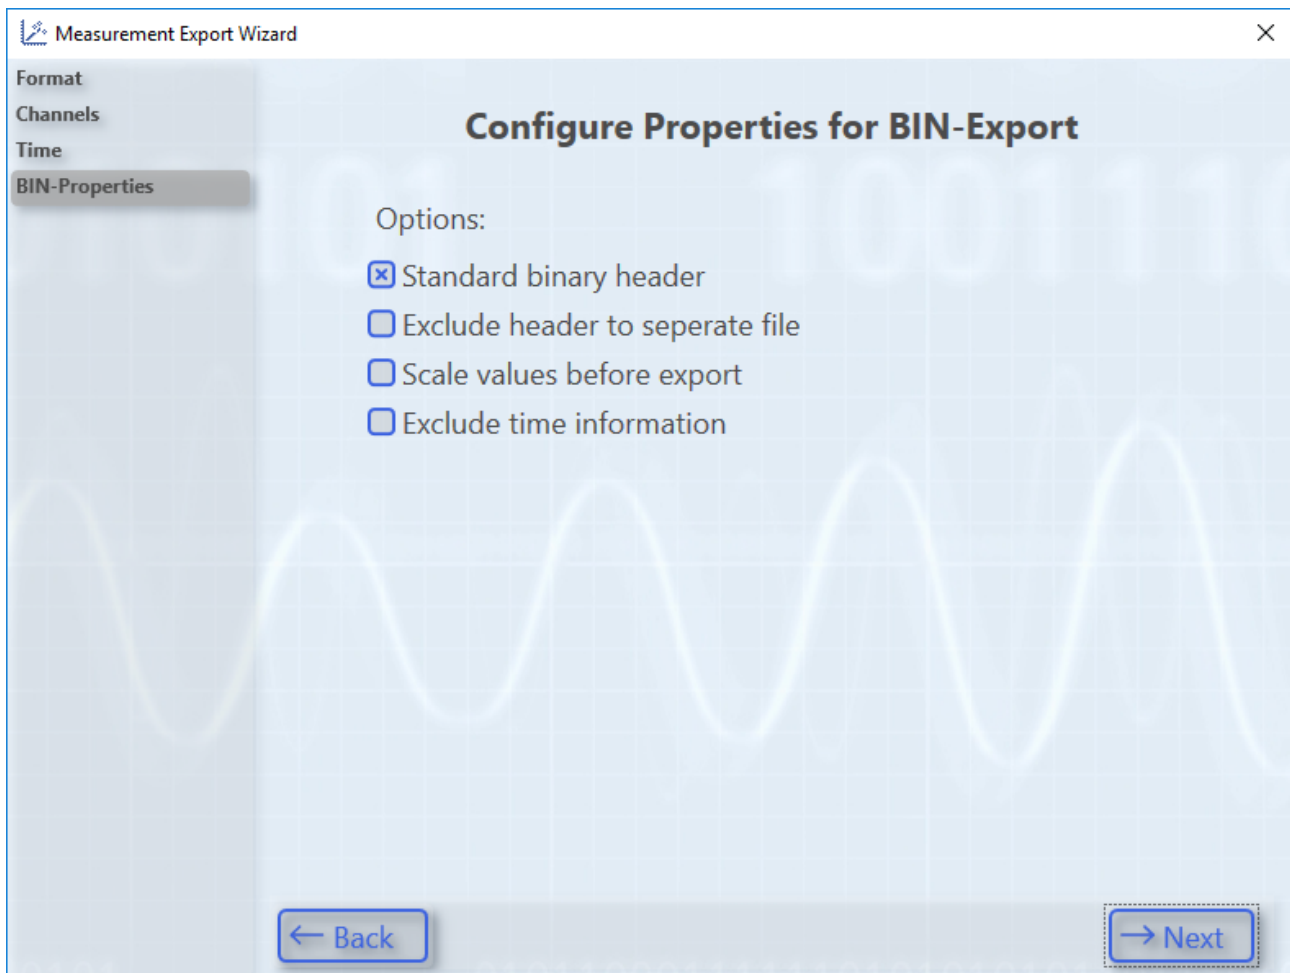 Measurement Export Wizard
Format
Channels
Time
BIN-Properties
Configure Properties for BIN-Export
Options:
Standard binary header
Exclude header to seperate file
Scale values before export
Exclude time information
← Back
→ Next